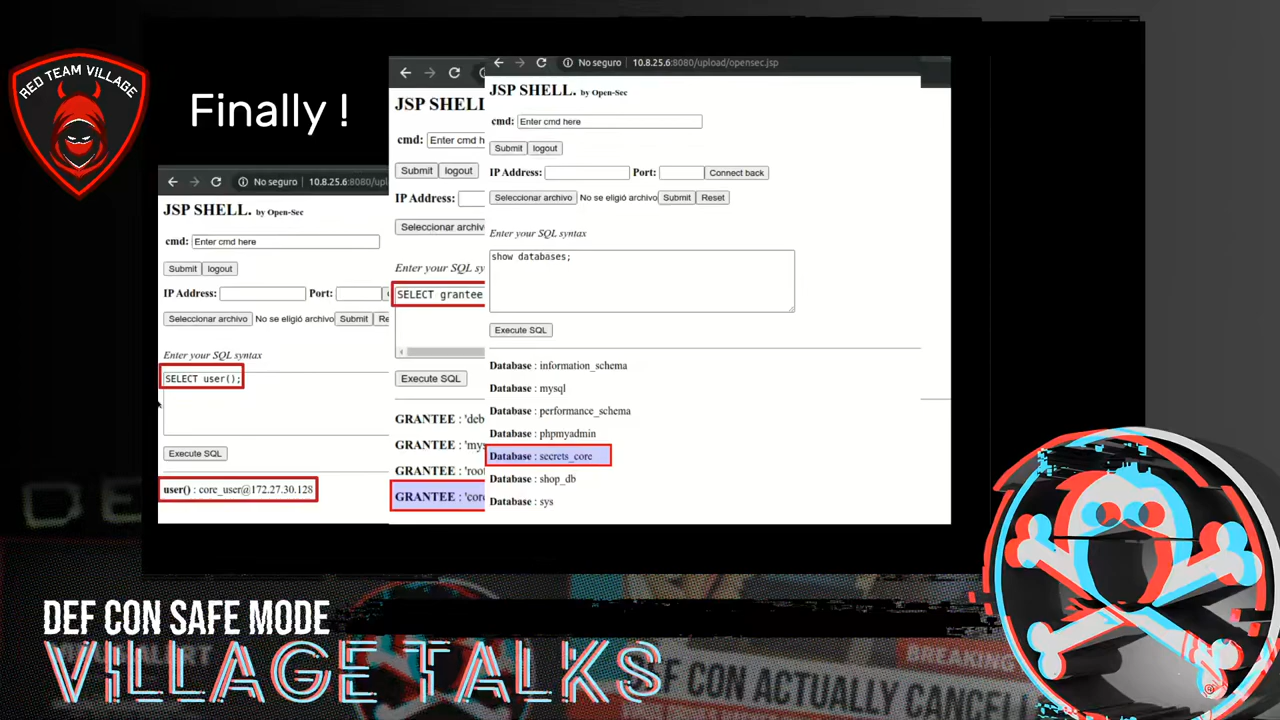 RED TEAM VILLAGE
Finally !
No seguro 10.8.25.6:8080/upl
JSP SHELL. by Open-Sec
cmd: Enter cmd here
Submit logout
IP Address: Port:
Seleccionar archivo No se eligió archivo Submit Re
Enter your SQL syntax
SELECT user();
Execute SQL
user() : core_user@172.27.30.128
JSP SHELL
cmd: Enter cmd h
Submit logout
IP Address:
Seleccionar archiv
Enter your SQL sy
SELECT grantee
Execute SQL
GRANTEE : 'deb
GRANTEE : 'mys
GRANTEE : 'roo
GRANTEE : 'core
No seguro 10.8.25.6:8080/upload/opensec.jsp
JSP SHELL. by Open-Sec
cmd: Enter cmd here
Submit logout
IP Address: Port: Connect back
Seleccionar archivo No se eligió archivo Submit Reset
Enter your SQL syntax
show databases;
Execute SQL
Database : information_schema
Database : mysql
Database : performance_schema
Database : phpmyadmin
Database : secrets_core
Database : shop_db
Database : sys
DEF CON SAFE MODE
VILLAGE TALKS
DEF CON ACTUALLY CANCEL
BREAKING